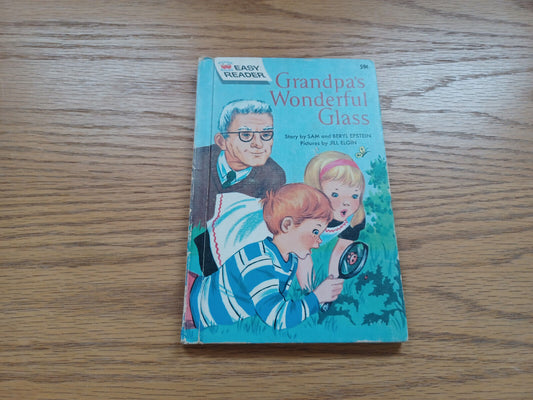 EASY
READER
59¢
Grandpa's
Wonderful
Glass
Story by SAM and BERYL EPSTEIN
Pictures by JILL ELGIN